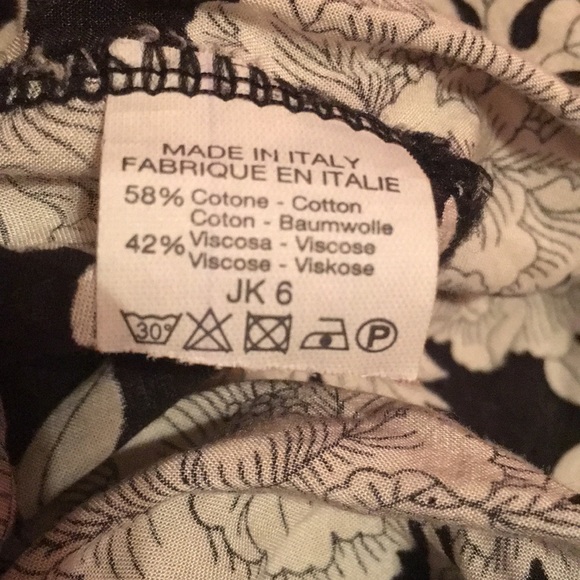 MADE IN ITALY
FABRIQUE EN ITALIE
58% Cotone - Cotton
Coton - Baumwolle
42% Viscosa - Viscose
Viscose - Viskose
JK 6
30° P